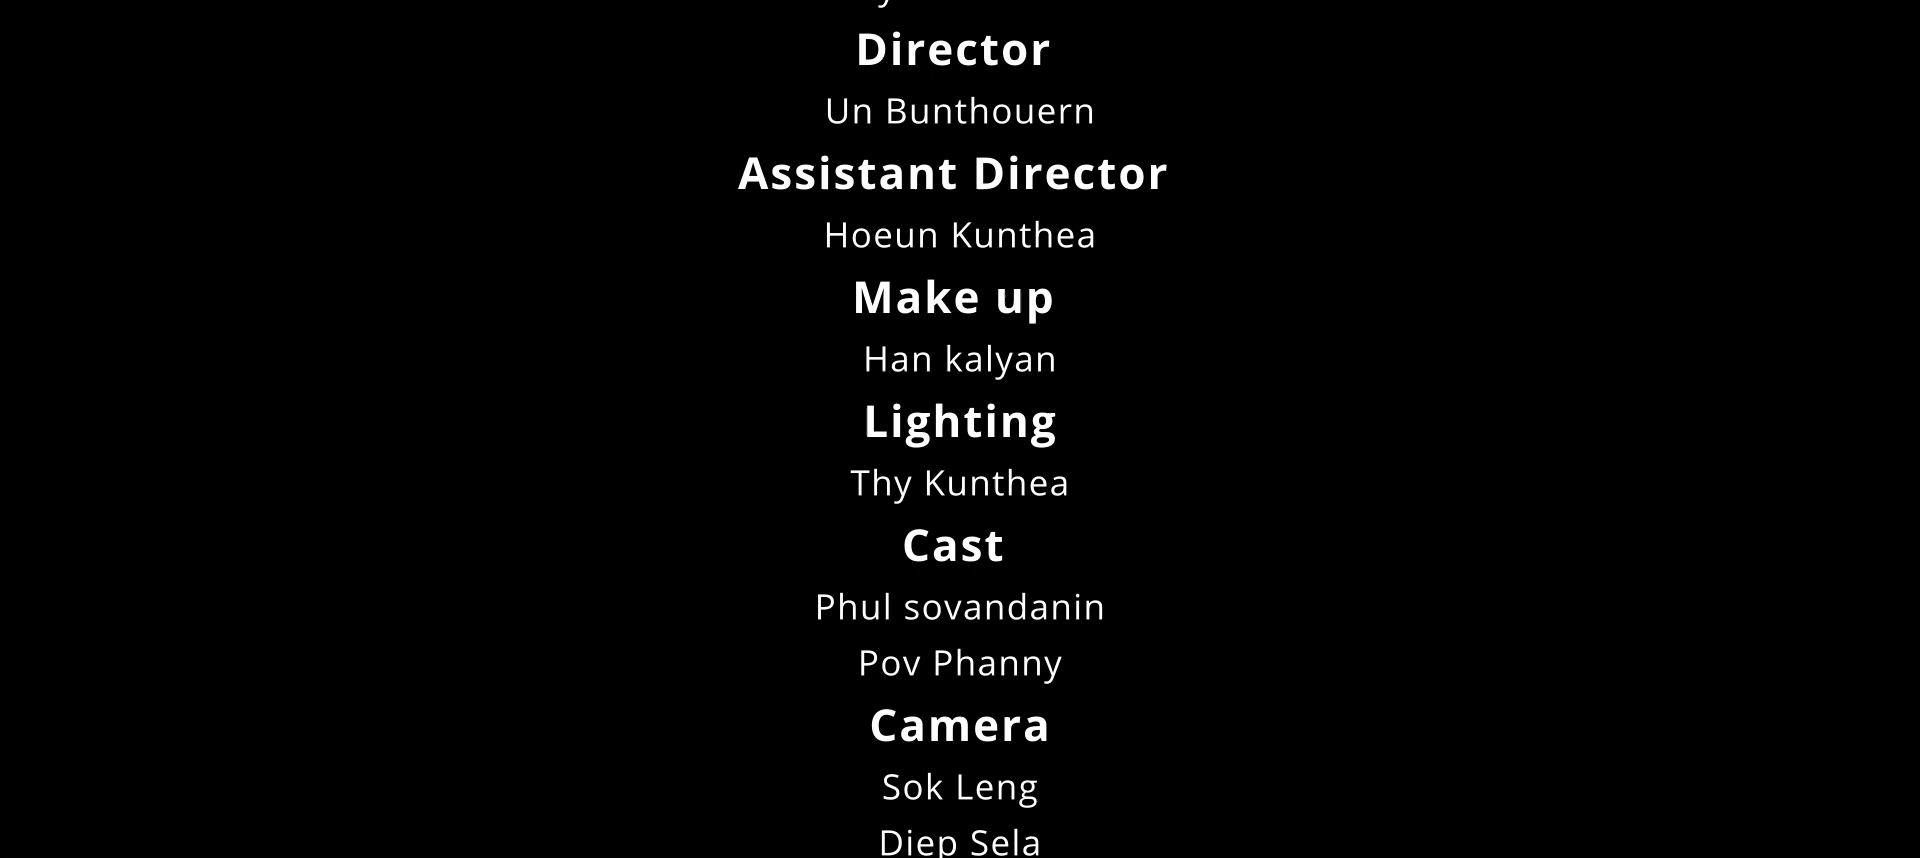 Director
Un Bunthouern
Assistant Director
Hoeun Kunthea
Make up
Han kalyan
Lighting
Thy Kunthea
Cast
Phul sovandanin
Pov Phanny
Camera
Sok Leng
Diep Sela